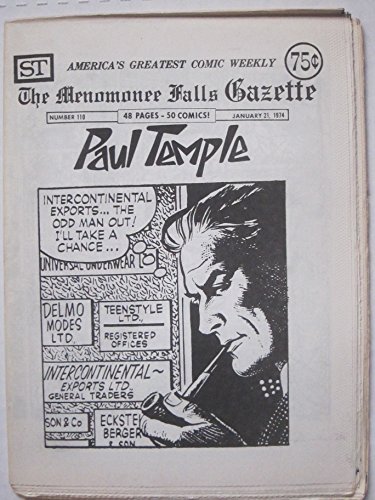 ST
AMERICA'S GREATEST COMIC WEEKLY
75¢
The Menomonee Falls Gazette
NUMBER 110
48 PAGES - 50 COMICS!
JANUARY 21, 1974
Paul Temple
INTERCONTINENTAL
EXPORTS... THE
ODD MAN OUT!
I'LL TAKE A
CHANCE...
UNIVERSAL UNDERWEAR
DELMO
MODES
LTD.
TEENSTYLE
LTD.,
REGISTERED
OFFICES
INTERCONTINENTAL~
EXPORTS LTD.
GENERAL TRADERS
SON & Co
ECKSTE
BERGER
& SON